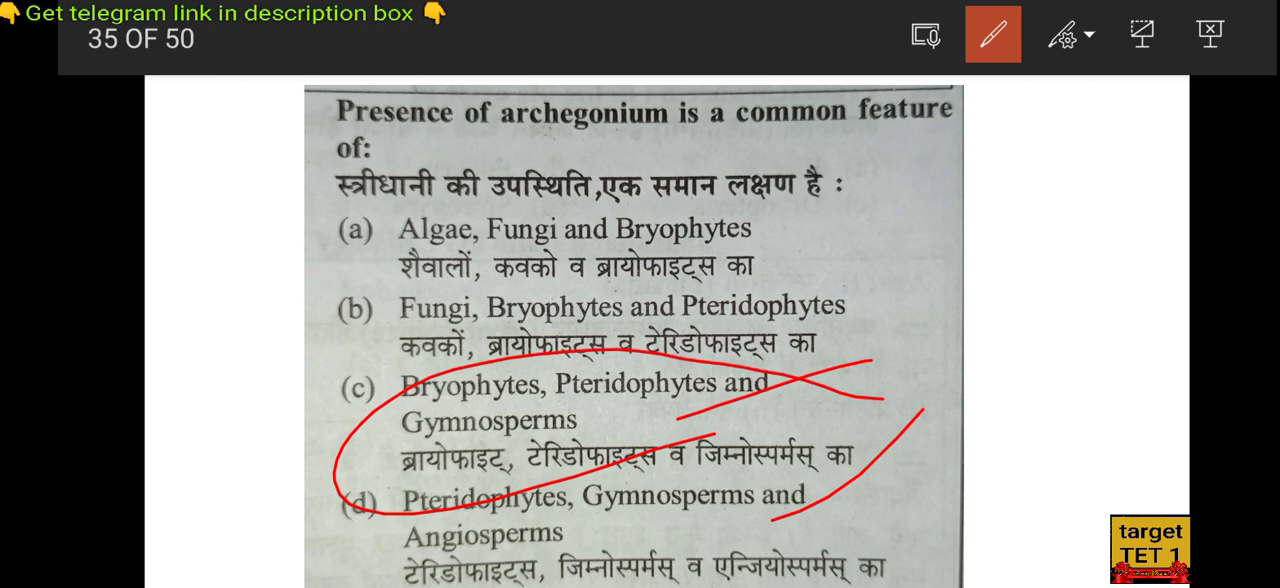 👇 Get telegram link in description box 👇
35 OF 50
Presence of archegonium is a common feature
of:
स्त्रीधानी की उपस्थिति,एक समान लक्षण है :
(a) Algae, Fungi and Bryophytes
शैवालों, कवको व ब्रायोफाइट्स का
(b) Fungi, Bryophytes and Pteridophytes
कवकों, ब्रायोफाइट्स व टेरिडोफाइट्स का
(c) Bryophytes, Pteridophytes and
Gymnosperms
ब्रायोफाइट्, टेरिडोफाइट्स व जिम्नोस्पर्मस् का
(d) Pteridophytes, Gymnosperms and
Angiosperms
टेरिडोफाइट्स, जिम्नोस्पर्मस् व एन्जियोस्पर्मस् का
target
TET 1